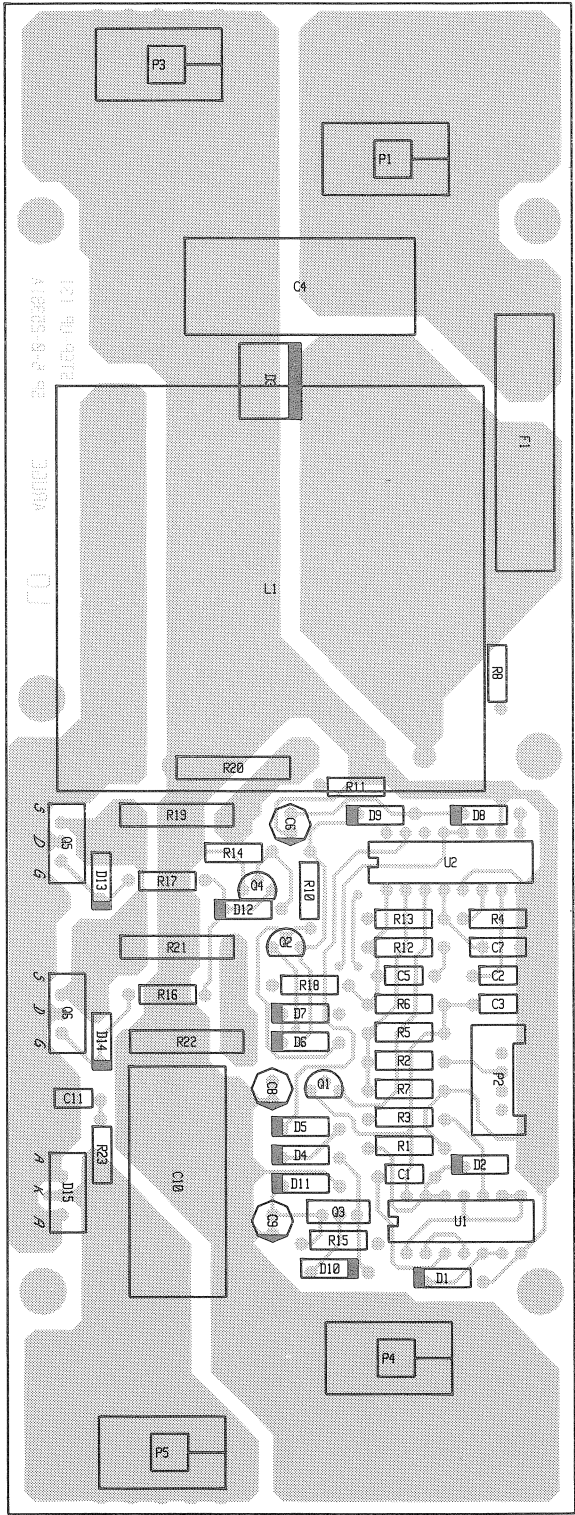 P3
P1
C4
D3
F1
L1
R8
R20
R11
S
R19
D9
D8
D
Q5
C6
G
R14
U2
D13
R17
Q4
R10
D12
R13
R4
R21
Q2
R12
C7
S
R16
R18
C5
C2
D
Q6
D7
R6
C3
G
D14
R22
D6
R5
R2
P2
C11
C8
Q1
R7
D5
R3
A
R23
D4
R1
K
D15
C10
D11
C1
D2
A
C9
Q3
U1
R15
D10
D1
P4
P5